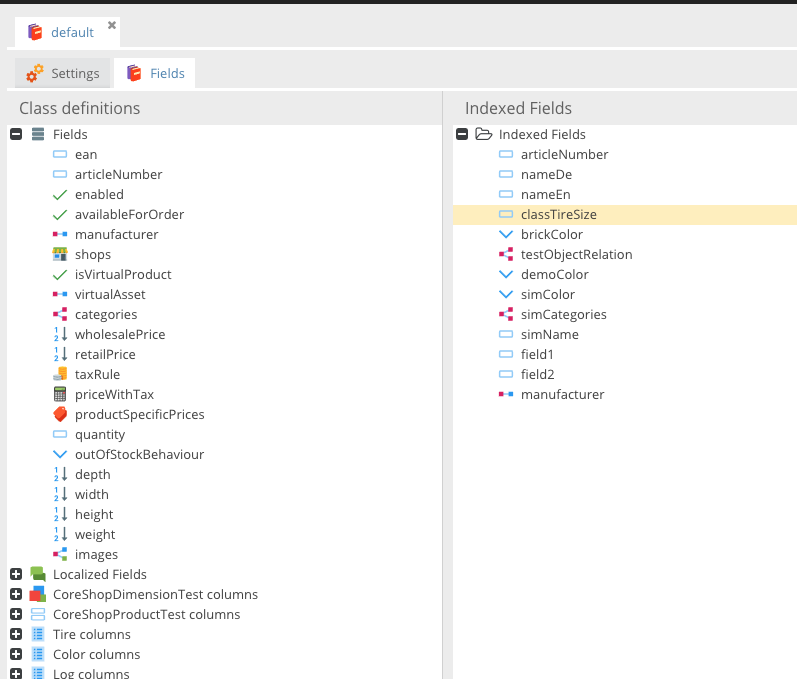 default
Settings
Fields
Class definitions
Fields
ean
articleNumber
enabled
availableForOrder
manufacturer
shops
isVirtualProduct
virtualAsset
categories
wholesalePrice
retailPrice
taxRule
priceWithTax
productSpecificPrices
quantity
outOfStockBehaviour
depth
width
height
weight
images
Localized Fields
CoreShopDimensionTest columns
CoreShopProductTest columns
Tire columns
Color columns
Log columns
Indexed Fields
Indexed Fields
articleNumber
nameDe
nameEn
classTireSize
brickColor
testObjectRelation
demoColor
simColor
simCategories
simName
field1
field2
manufacturer